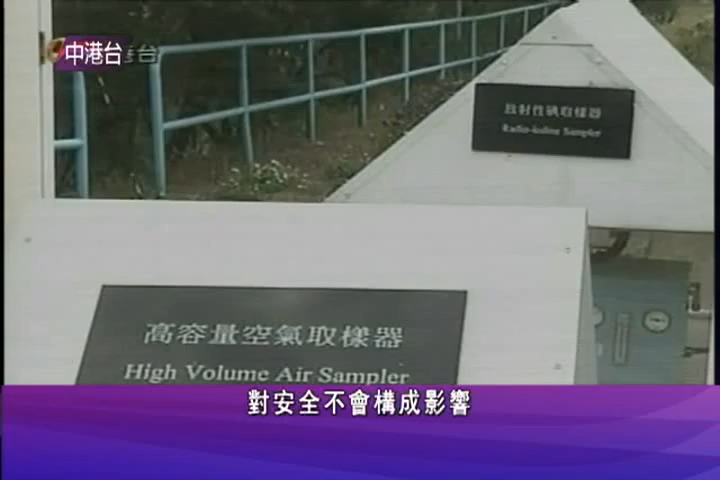 中港台
台
放射性碘取樣器
Radio-iodine Sampler
高容量空氣取樣器
High Volume Air Sampler
對安全不會構成影響